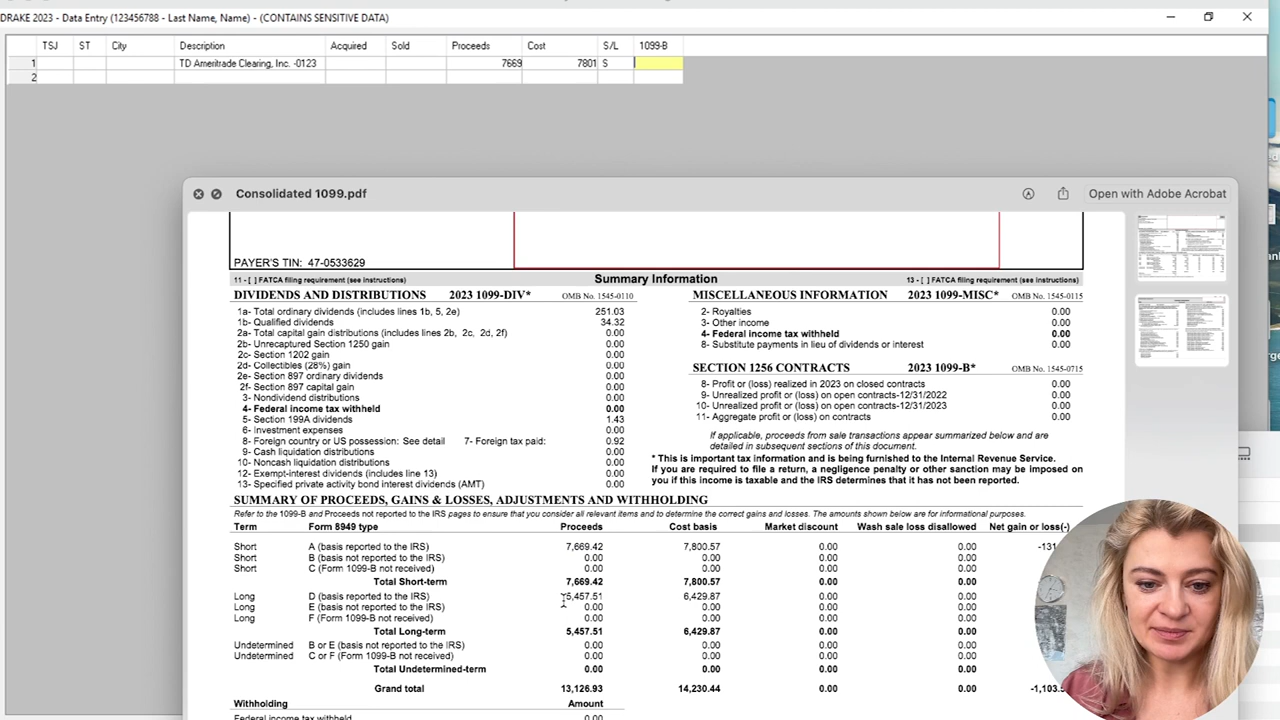 DRAKE 2023 - Data Entry (123456788 - Last Name, Name) - (CONTAINS SENSITIVE DATA)
TSJ ST City Description Acquired Sold Proceeds Cost S/L 1099-B
1 TD Ameritrade Clearing, Inc. -0123 7669 7801 S
2
Consolidated 1099.pdf Open with Adobe Acrobat
PAYER'S TIN: 47-0533629
11 - [ ] FATCA filing requirement (see instructions) Summary Information 13 - [ ] FATCA filing requirement (see instructions)
DIVIDENDS AND DISTRIBUTIONS 2023 1099-DIV* OMB No. 1545-0110
1a- Total ordinary dividends (includes lines 1b, 5, 2e) 251.03
1b- Qualified dividends 34.32
2a- Total capital gain distributions (includes lines 2b, 2c, 2d, 2f) 0.00
2b- Unrecaptured Section 1250 gain 0.00
2c- Section 1202 gain 0.00
2d- Collectibles (28%) gain 0.00
2e- Section 897 ordinary dividends 0.00
2f- Section 897 capital gain 0.00
3- Nondividend distributions 0.00
4- Federal income tax withheld 0.00
5- Section 199A dividends 1.43
6- Investment expenses 0.00
8- Foreign country or US possession: See detail 7- Foreign tax paid: 0.92
9- Cash liquidation distributions 0.00
10- Noncash liquidation distributions 0.00
12- Exempt-interest dividends (includes line 13) 0.00
13- Specified private activity bond interest dividends (AMT) 0.00
MISCELLANEOUS INFORMATION 2023 1099-MISC* OMB No. 1545-0115
2- Royalties 0.00
3- Other income 0.00
4- Federal income tax withheld 0.00
8- Substitute payments in lieu of dividends or interest 0.00
SECTION 1256 CONTRACTS 2023 1099-B* OMB No. 1545-0715
8- Profit or (loss) realized in 2023 on closed contracts 0.00
9- Unrealized profit or (loss) on open contracts-12/31/2022 0.00
10- Unrealized profit or (loss) on open contracts-12/31/2023 0.00
11- Aggregate profit or (loss) on contracts 0.00
If applicable, proceeds from sale transactions appear summarized below and are
detailed in subsequent sections of this document.
* This is important tax information and is being furnished to the Internal Revenue Service.
If you are required to file a return, a negligence penalty or other sanction may be imposed on
you if this income is taxable and the IRS determines that it has not been reported.
SUMMARY OF PROCEEDS, GAINS & LOSSES, ADJUSTMENTS AND WITHHOLDING
Refer to the 1099-B and Proceeds not reported to the IRS pages to ensure that you consider all relevant items and to determine the correct gains and losses. The amounts shown below are for informational purposes.
Term Form 8949 type Proceeds Cost basis Market discount Wash sale loss disallowed Net gain or loss(-)
Short A (basis reported to the IRS) 7,669.42 7,800.57 0.00 0.00 -131
Short B (basis not reported to the IRS) 0.00 0.00 0.00 0.00
Short C (Form 1099-B not received) 0.00 0.00 0.00 0.00
Total Short-term 7,669.42 7,800.57 0.00 0.00
Long D (basis reported to the IRS) 5,457.51 6,429.87 0.00 0.00
Long E (basis not reported to the IRS) 0.00 0.00 0.00 0.00
Long F (Form 1099-B not received) 0.00 0.00 0.00 0.00
Total Long-term 5,457.51 6,429.87 0.00 0.00
Undetermined B or E (basis not reported to the IRS) 0.00 0.00 0.00 0.00
Undetermined C or F (Form 1099-B not received) 0.00 0.00 0.00 0.00
Total Undetermined-term 0.00 0.00 0.00 0.00
Grand total 13,126.93 14,230.44 0.00 0.00 -1,103.
Withholding Amount
Federal income tax withheld 0.00